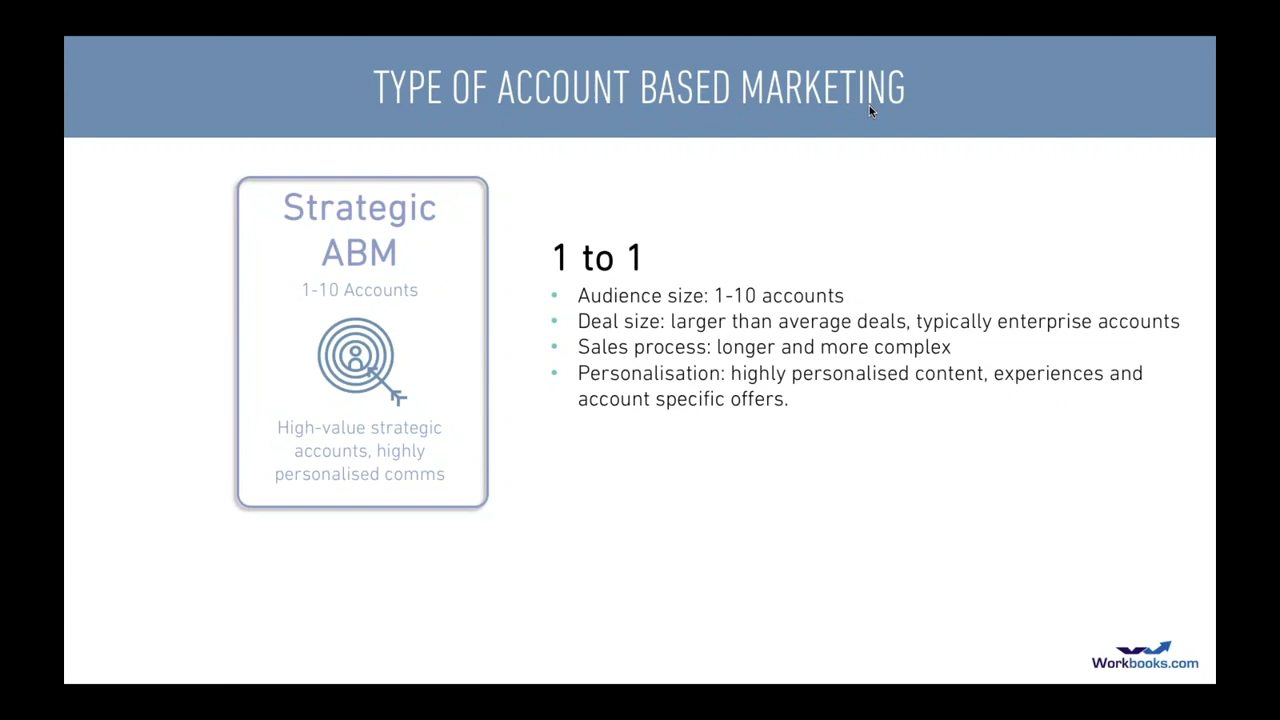 TYPE OF ACCOUNT BASED MARKETING
Strategic
ABM
1-10 Accounts
High-value strategic
accounts, highly
personalised comms
1 to 1
• Audience size: 1-10 accounts
• Deal size: larger than average deals, typically enterprise accounts
• Sales process: longer and more complex
• Personalisation: highly personalised content, experiences and
account specific offers.
Workbooks.com